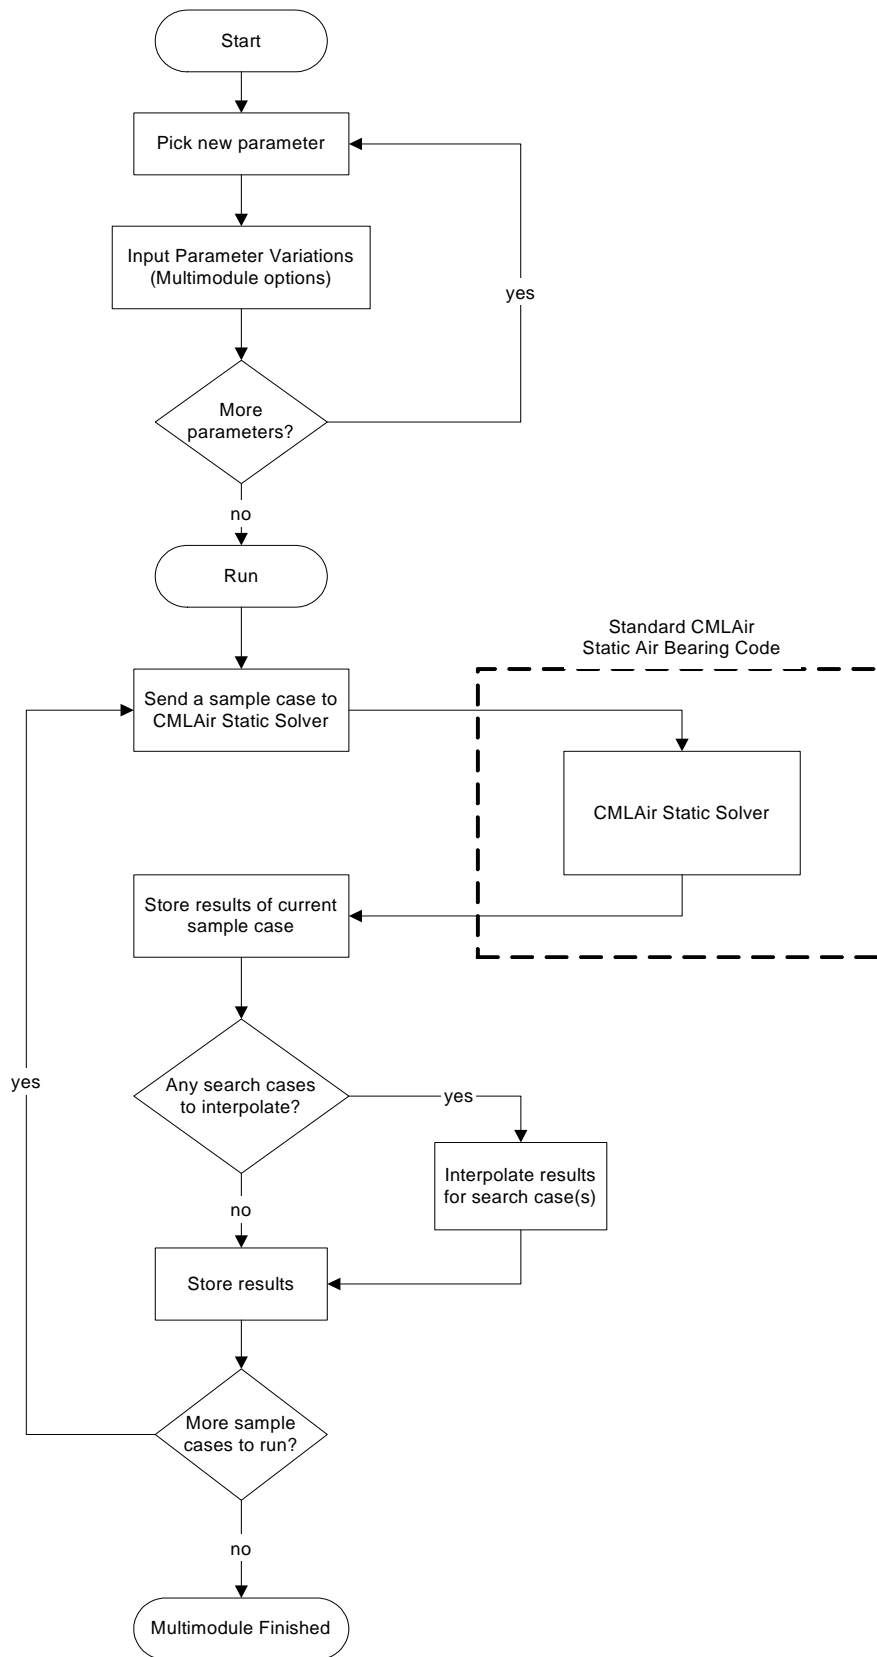 Start
Pick new parameter
Input Parameter Variations
(Multimodule options)
yes
More
parameters?
no
Run
Standard CMLAir
Static Air Bearing Code
Send a sample case to
CMLAir Static Solver
CMLAir Static Solver
Store results of current
sample case
Any search cases
to interpolate?
yes
yes
Interpolate results
for search case(s)
no
Store results
More sample
cases to run?
no
Multimodule Finished